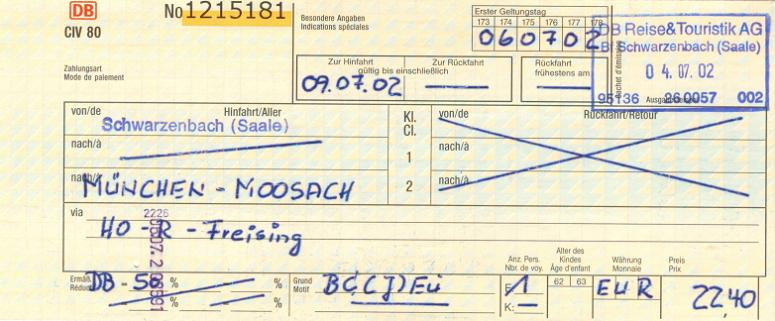 DB
CIV 80
No 1215181
Besondere Angaben
Indications spéciales
Erster Geltungstag
173 174 175 176 177 178
060702
DB Reise&Touristik AG
Bf Schwarzenbach (Saale)
04.07.02
95136 260057 002
Zahlungsart
Mode de paiement
Zur Hinfahrt
Zur Rückfahrt
gültig bis einschließlich
09.07.02
Rückfahrt
frühestens am
von/de
Hinfahrt/Aller
Schwarzenbach (Saale)
nach/à
nach/à
MÜNCHEN - MOOSACH
Kl.
Cl.
1
2
von/de
Rückfahrt/Retour
nach/à
nach/à
via
HO - R - Freising
2226
Ermäß
Réduc
DB - 50 %
%
%
%
Grund
Motif
BC(J)Eu
Anz. Pers.
Nbr. de voy.
E: 1
K: —
Alter des
Kindes
Âge d'enfant
62 63
Währung
Monnaie
EUR
Preis
Prix
22,40